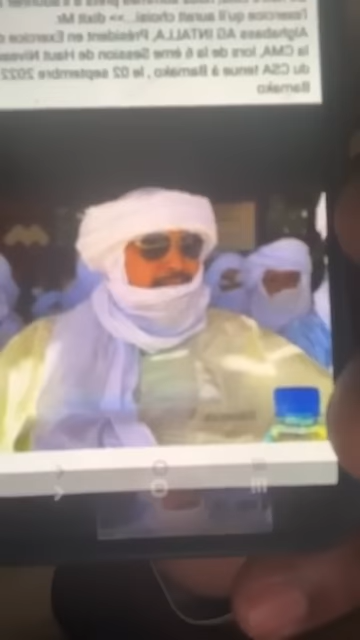 l'exercice qu'il aurait choisi...>> dixit Mr.
Alghabass AG INTALLA, Président en Exercice
la CMA, lors de la 6 ème Session de Haut Niveau
du CSA tenue à Bamako , le 02 septembre 2022
Bamako